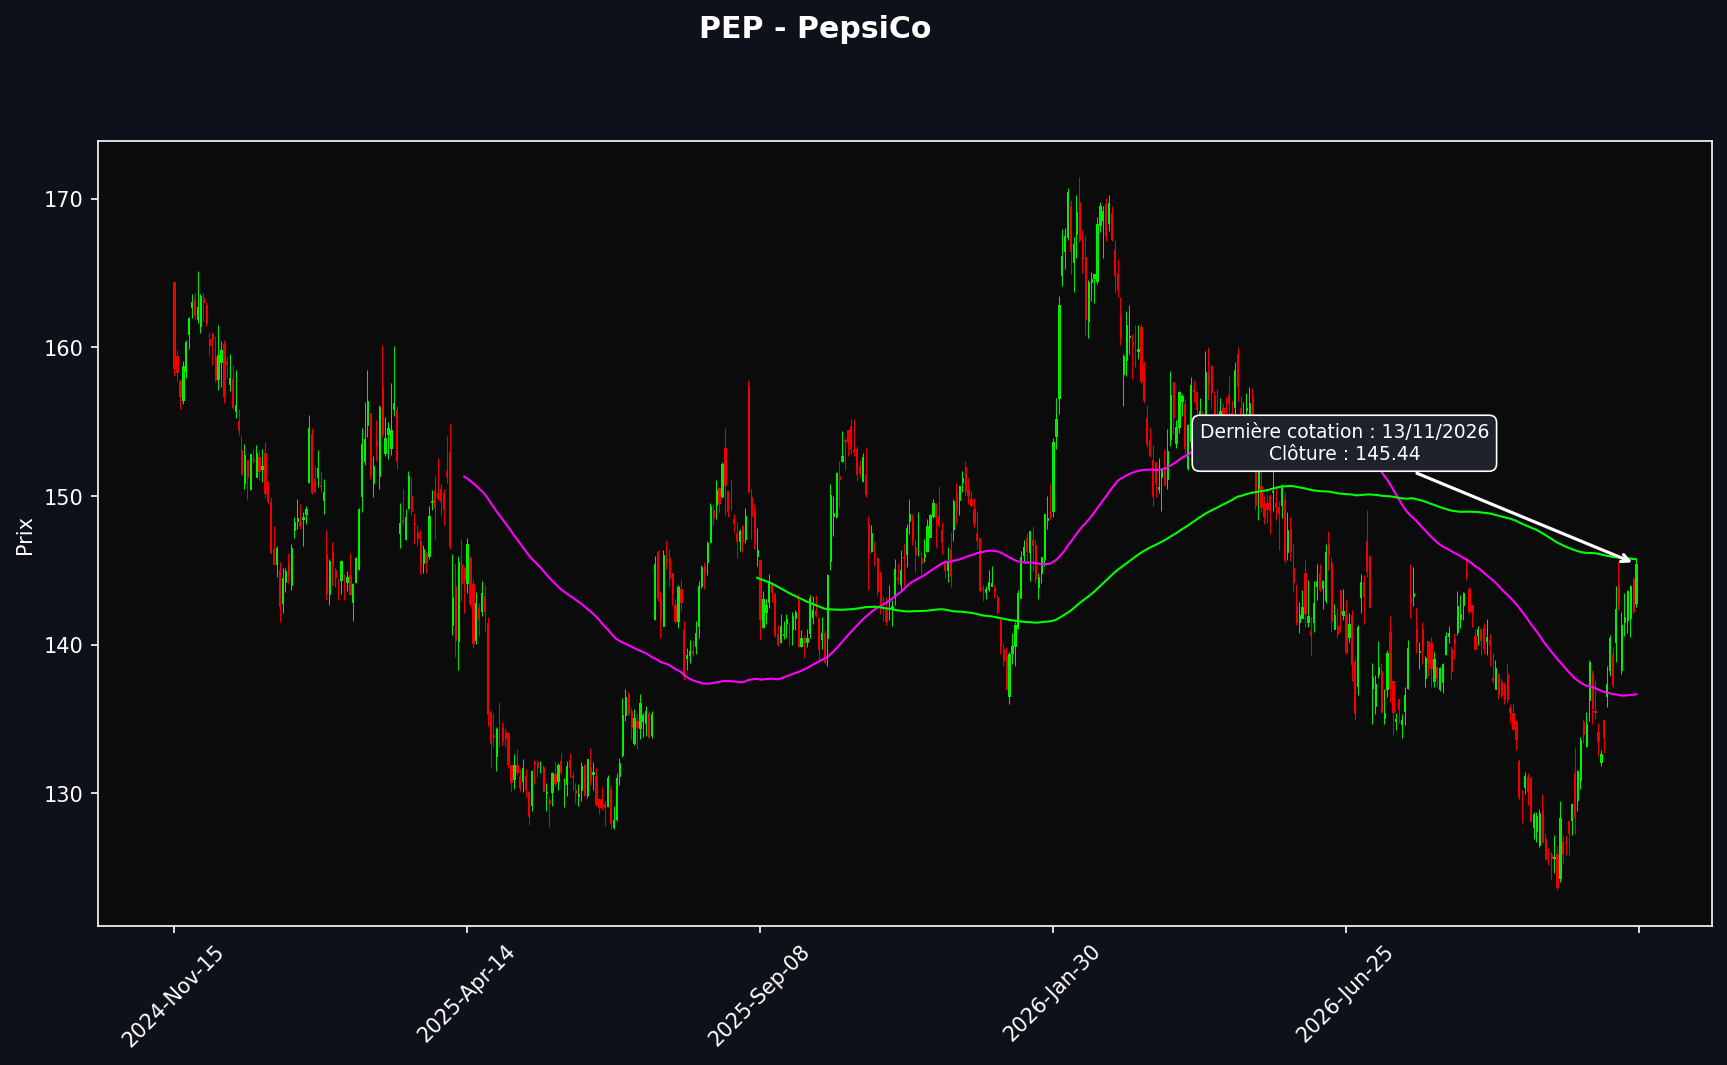 PEP - PepsiCo
Prix
170
160
150
140
130
Dernière cotation : 13/11/2026
Clôture : 145.44
2024-Nov-15
2025-Apr-14
2025-Sep-08
2026-Jan-30
2026-Jun-25